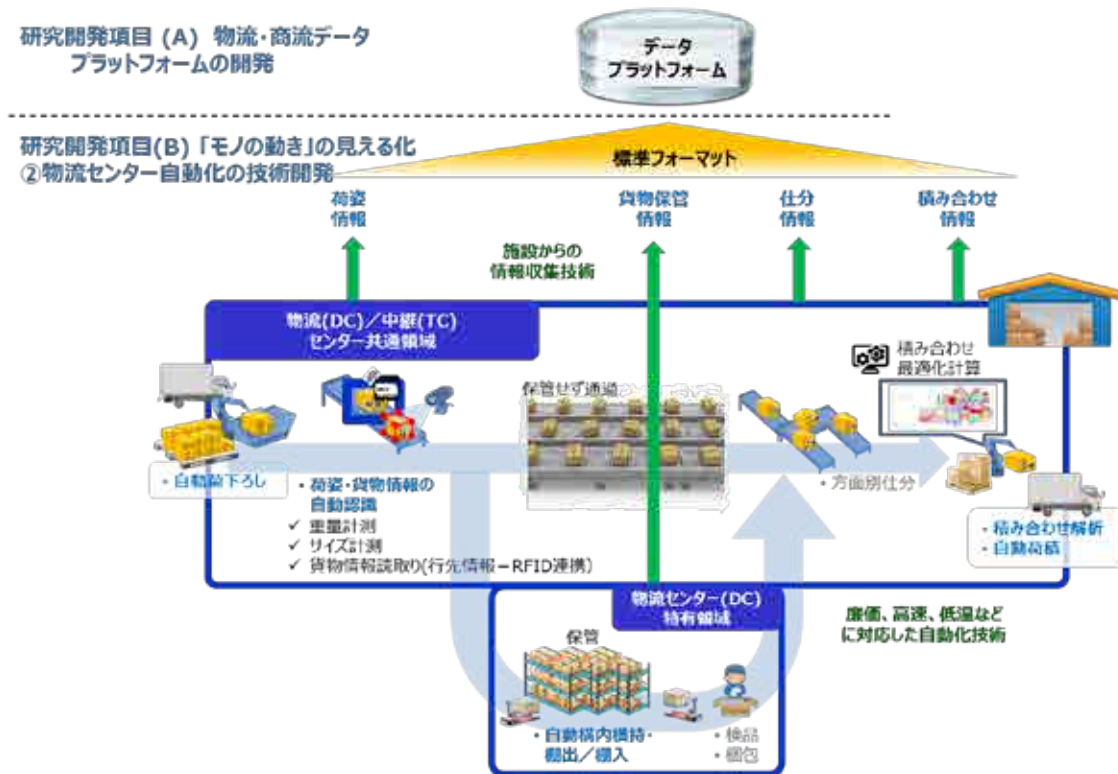 研究開発項目 (A) 物流・商流データ
プラットフォームの開発
データ
プラットフォーム
研究開発項目(B)「モノの動き」の見える化
②物流センター自動化の技術開発
標準フォーマット
荷姿
情報
貨物保管
情報
仕分
情報
積み合わせ
情報
施設からの
情報収集技術
物流(DC)/中継(TC)
センター共通領域
積み合わせ
最適化計算
保管せず通過
・自動荷下ろし
・荷姿・貨物情報の
自動認識
✓ 重量計測
✓ サイズ計測
✓ 貨物情報読取り(行先情報－RFID連携)
・方面別仕分
・積み合わせ解析
・自動荷積
物流センター(DC)
特有領域
廉価、高速、低温など
に対応した自動化技術
保管
・自動構内横持・
棚出/棚入
・検品
・梱包